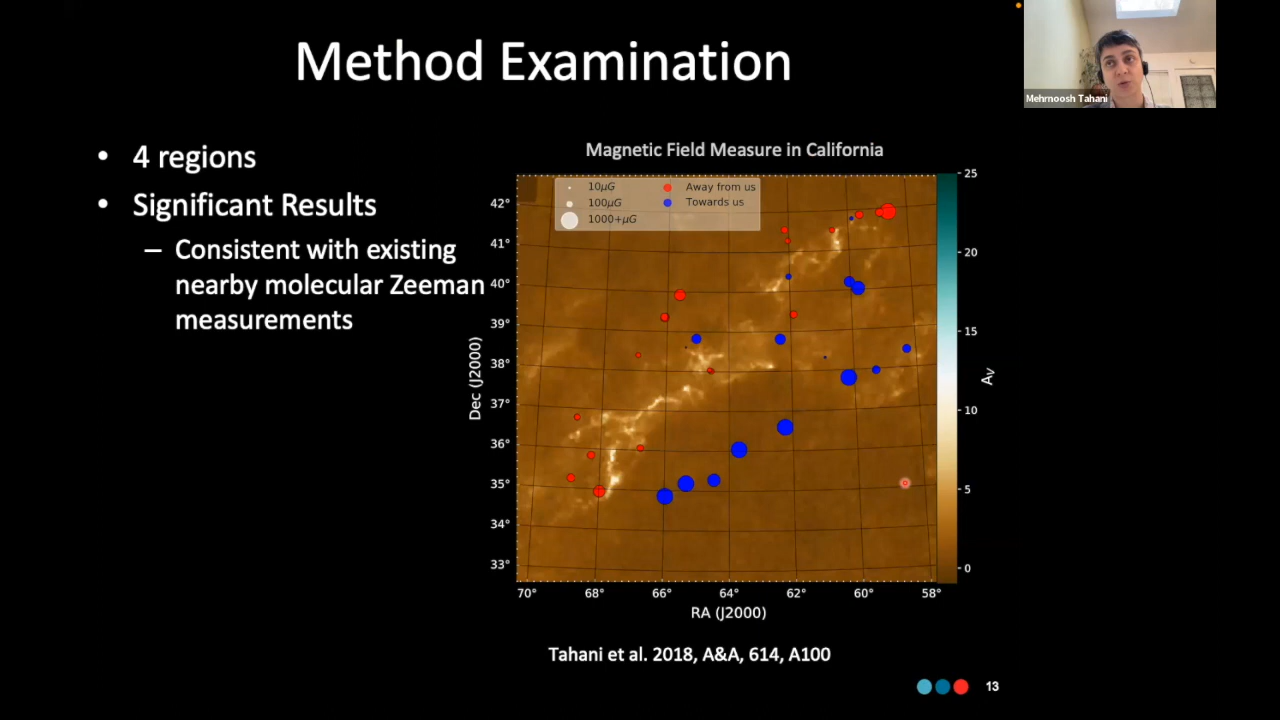 Method Examination
Mehrnoosh Tahani
• 4 regions
• Significant Results
– Consistent with existing
nearby molecular Zeeman
measurements
Magnetic Field Measure in California
10μG
100μG
1000+μG
Away from us
Towards us
42°
41°
40°
39°
38°
37°
36°
35°
34°
33°
Dec (J2000)
70°
68°
66°
64°
62°
60°
58°
RA (J2000)
25
20
15
10
5
0
Av
Tahani et al. 2018, A&A, 614, A100
13